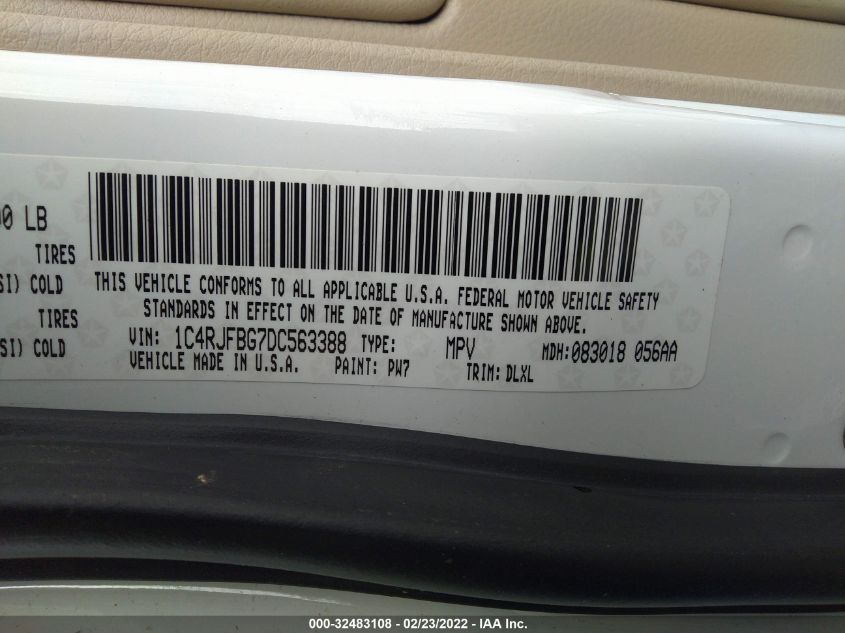 00 LB
TIRES
SI) COLD
TIRES
SI) COLD
THIS VEHICLE CONFORMS TO ALL APPLICABLE U.S.A. FEDERAL MOTOR VEHICLE SAFETY
STANDARDS IN EFFECT ON THE DATE OF MANUFACTURE SHOWN ABOVE.
VIN: 1C4RJFBG7DC563388 TYPE: MPV MDH:083018 056AA
VEHICLE MADE IN U.S.A. PAINT: PW7 TRIM: DLXL
000-32483108 - 02/23/2022 - IAA Inc.